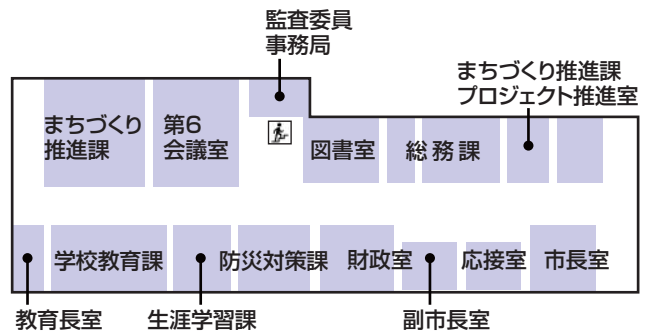 監査委員
事務局
まちづくり推進課
プロジェクト推進室
まちづくり
推進課
第6
会議室
図書室
総務課
学校教育課
防災対策課
財政室
応接室
市長室
教育長室
生涯学習課
副市長室